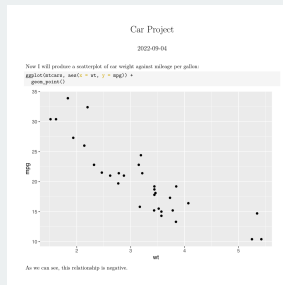 Car Project
2022-09-04
Now I will produce a scatterplot of car weight against mileage per gallon:
ggplot(mtcars, aes(x = wt, y = mpg)) +
geom_point()
35
30
25
20
15
10
mpg
2
3
4
5
wt
As we can see, this relationship is negative.